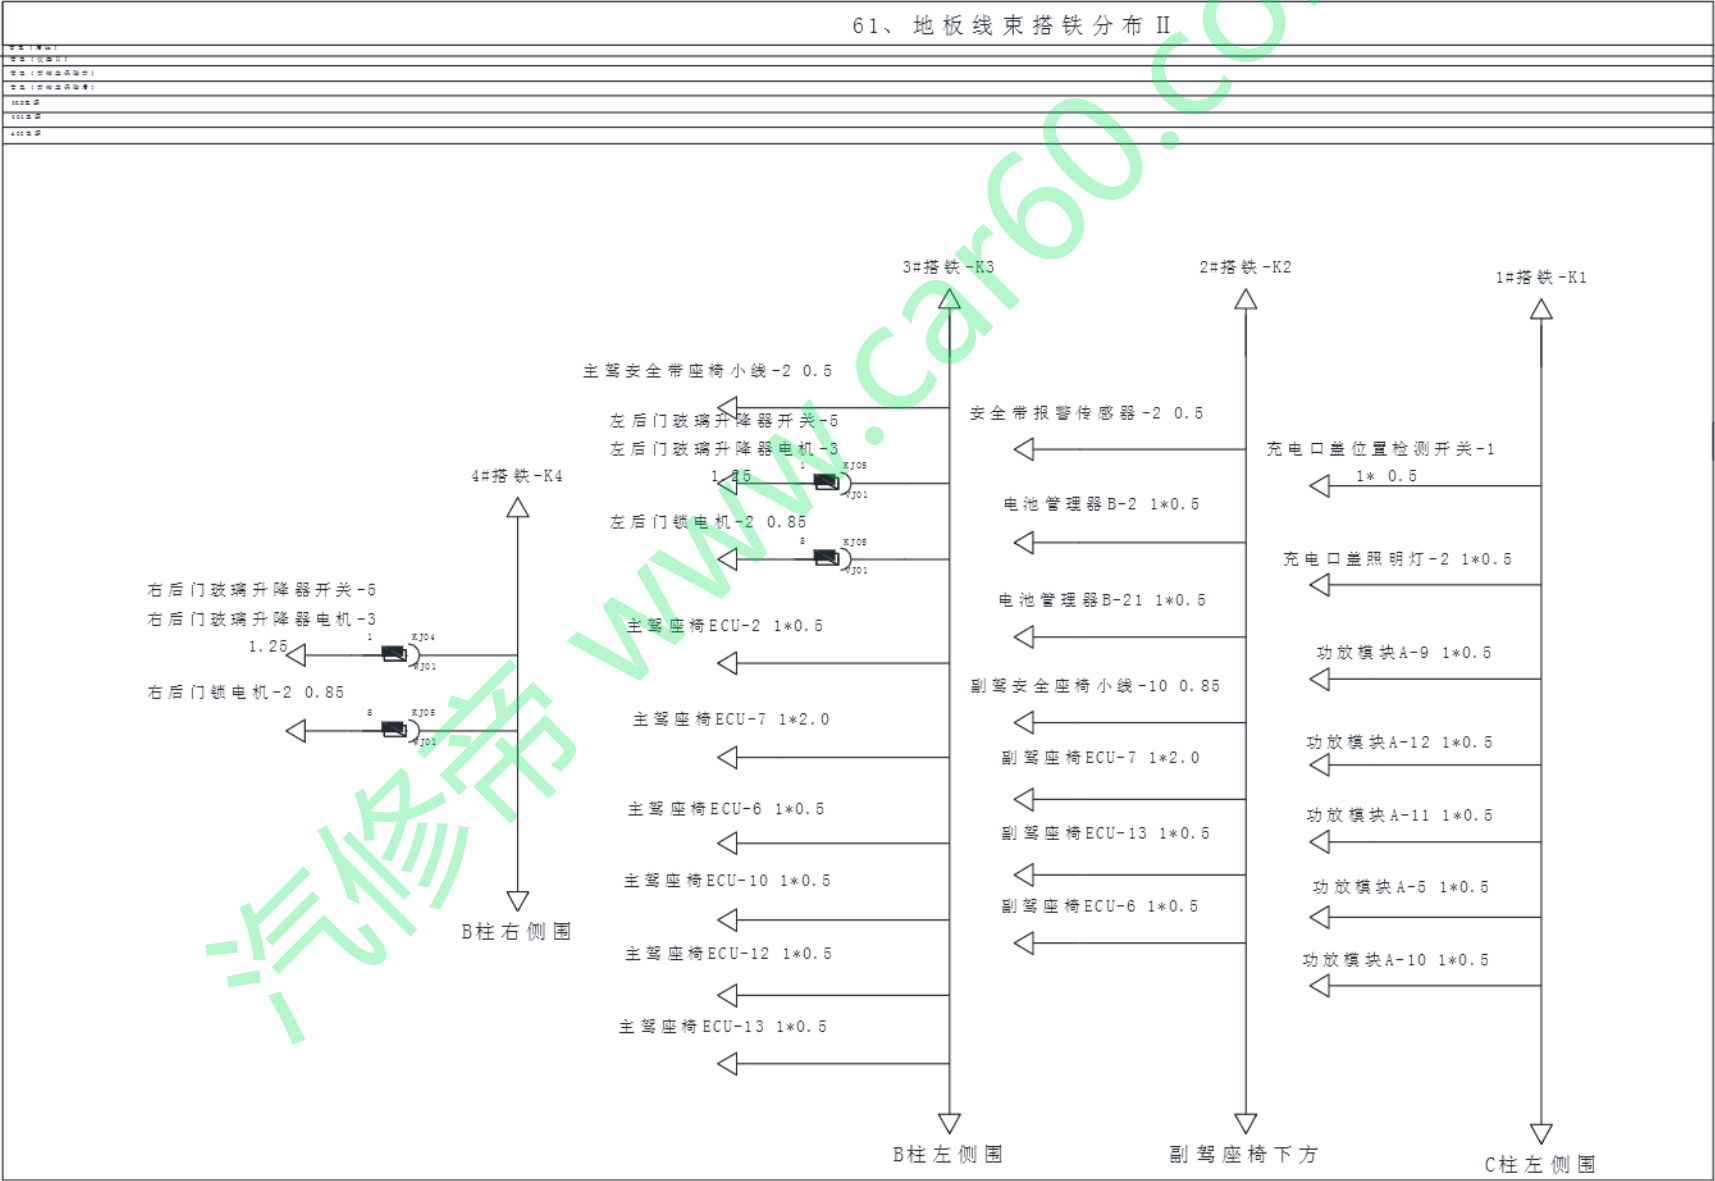 61、地板线束搭铁分布Ⅱ
3#搭铁-K3
2#搭铁-K2
1#搭铁-K1
主驾安全带座椅小线-2 0.5
左后门玻璃升降器开关-5
左后门玻璃升降器电机-3
1.25
1
KJ05
VJ01
左后门锁电机-2 0.85
8
KJ05
VJ01
主驾座椅ECU-2 1*0.5
主驾座椅ECU-7 1*2.0
主驾座椅ECU-6 1*0.5
主驾座椅ECU-10 1*0.5
主驾座椅ECU-12 1*0.5
主驾座椅ECU-13 1*0.5
B柱左侧围
安全带报警传感器-2 0.5
电池管理器B-2 1*0.5
电池管理器B-21 1*0.5
副驾安全座椅小线-10 0.85
副驾座椅ECU-7 1*2.0
副驾座椅ECU-13 1*0.5
副驾座椅ECU-6 1*0.5
副驾座椅下方
充电口盖位置检测开关-1
1* 0.5
充电口盖照明灯-2 1*0.5
功放模块A-9 1*0.5
功放模块A-12 1*0.5
功放模块A-11 1*0.5
功放模块A-5 1*0.5
功放模块A-10 1*0.5
C柱左侧围
4#搭铁-K4
右后门玻璃升降器开关-5
右后门玻璃升降器电机-3
1.25
1
KJ04
WJ01
右后门锁电机-2 0.85
8
KJ05
WJ01
B柱右侧围
汽修帝 www.car60.co